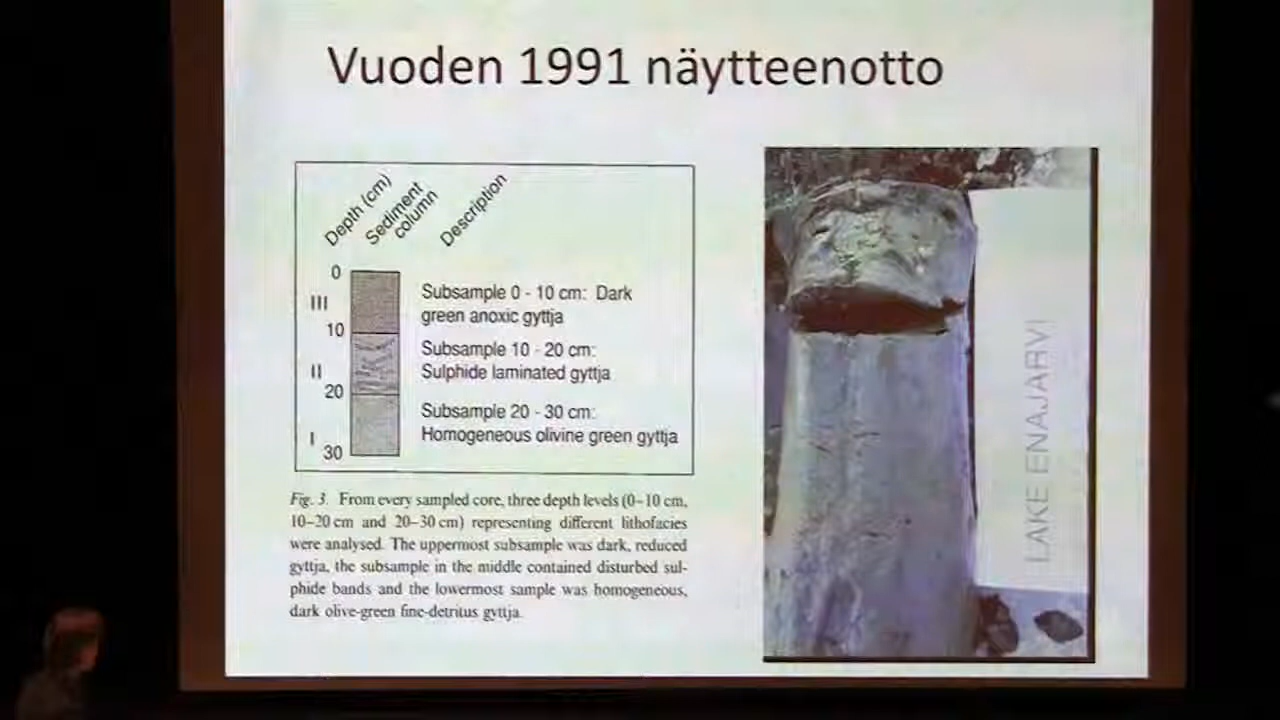 Vuoden 1991 näytteenotto
Depth (cm)
Sediment
column
Description
0
III
10
II
20
I
30
Subsample 0 - 10 cm: Dark
green anoxic gyttja
Subsample 10 - 20 cm:
Sulphide laminated gyttja
Subsample 20 - 30 cm:
Homogeneous olivine green gyttja
Fig. 3. From every sampled core, three depth levels (0–10 cm,
10–20 cm and 20–30 cm) representing different lithofacies
were analysed. The uppermost subsample was dark, reduced
gyttja, the subsample in the middle contained disturbed sul-
phide bands and the lowermost sample was homogeneous,
dark olive-green fine-detritus gyttja.
LAKE ENAJARVI